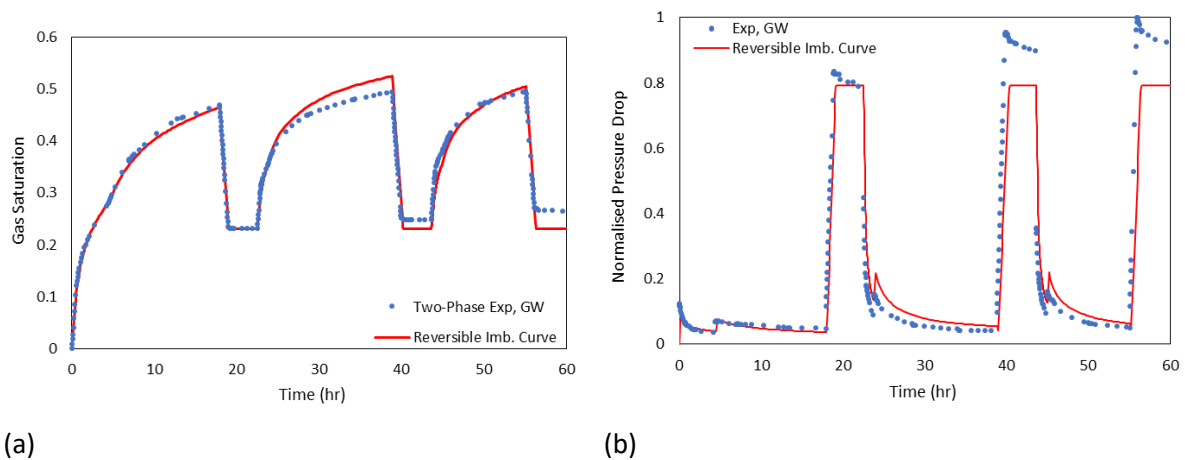 Gas Saturation
0.6
0.5
0.4
0.3
0.2
0.1
0
0 10 20 30 40 50 60
Time (hr)
Two-Phase Exp, GW
Reversible Imb. Curve
(a)
Normalised Pressure Drop
1
0.8
0.6
0.4
0.2
0
0 10 20 30 40 50 60
Time (hr)
Exp, GW
Reversible Imb. Curve
(b)